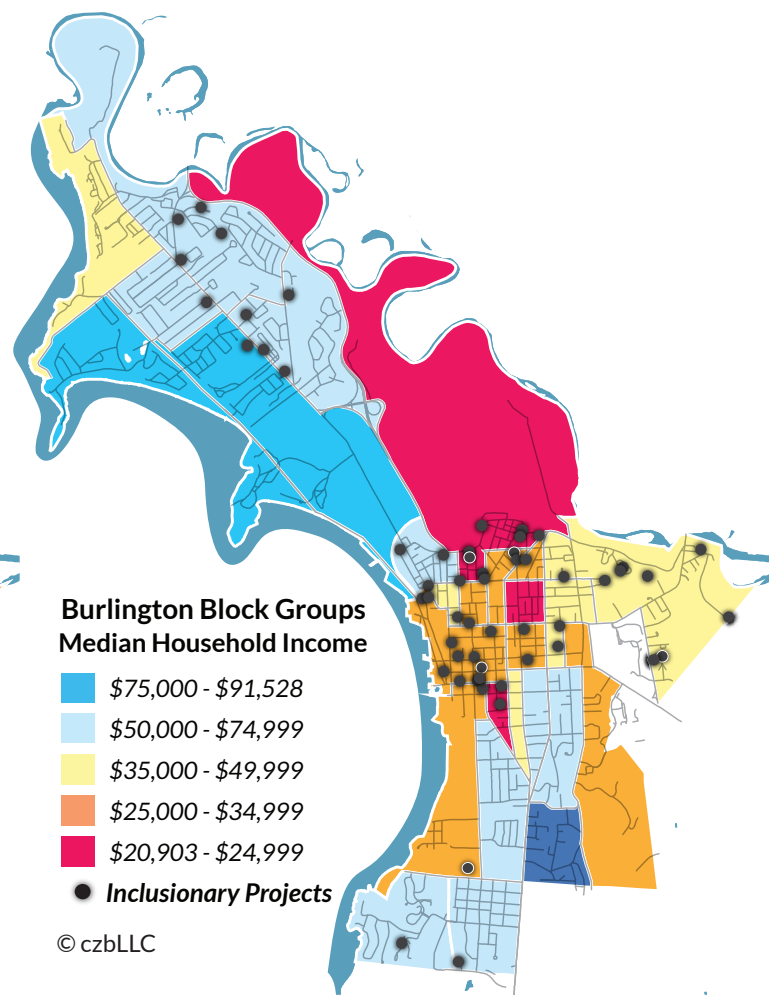 Burlington Block Groups
Median Household Income
$75,000 - $91,528
$50,000 - $74,999
$35,000 - $49,999
$25,000 - $34,999
$20,903 - $24,999
Inclusionary Projects
© czbLLC